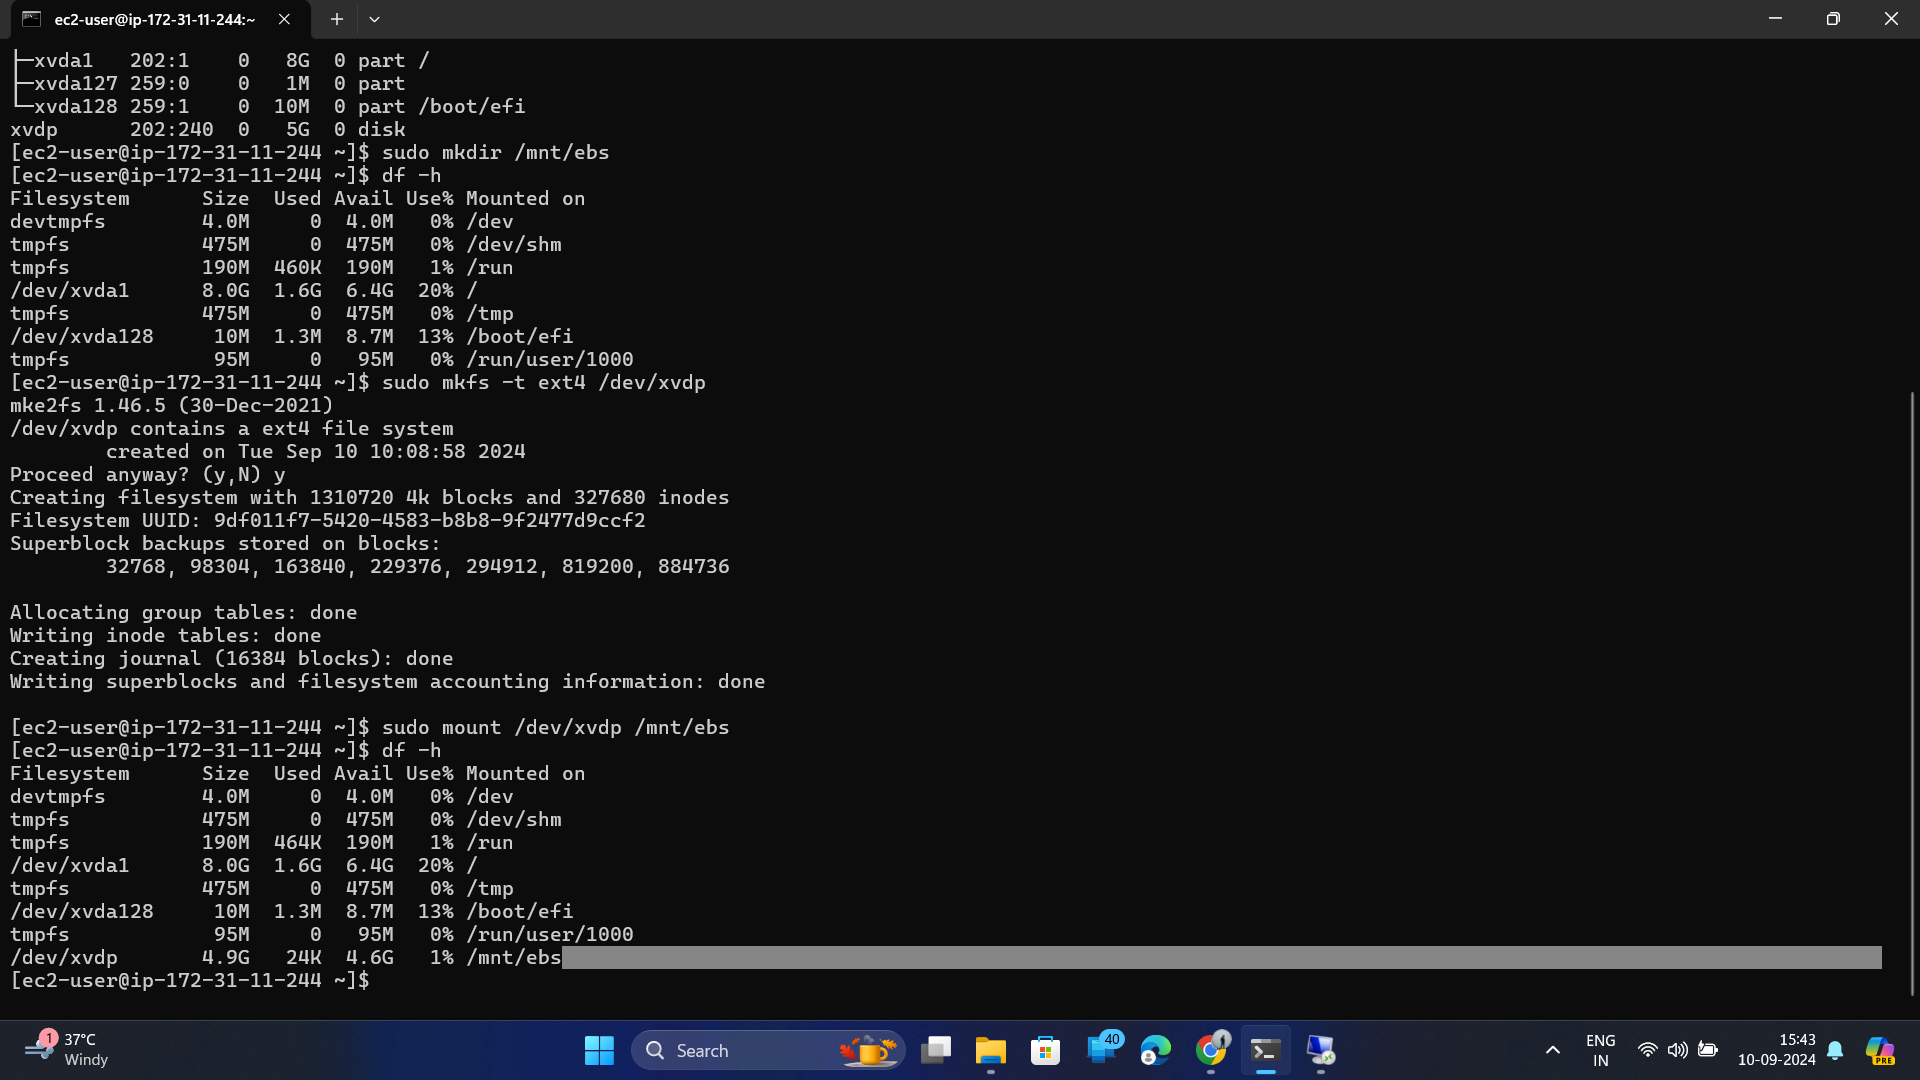 ec2-user@ip-172-31-11-244:~
├─xvda1   202:1    0   8G  0 part /
├─xvda127 259:0    0   1M  0 part
└─xvda128 259:1    0  10M  0 part /boot/efi
xvdp      202:240  0   5G  0 disk
[ec2-user@ip-172-31-11-244 ~]$ sudo mkdir /mnt/ebs
[ec2-user@ip-172-31-11-244 ~]$ df -h
Filesystem      Size  Used Avail Use% Mounted on
devtmpfs        4.0M     0  4.0M   0% /dev
tmpfs           475M     0  475M   0% /dev/shm
tmpfs           190M  460K  190M   1% /run
/dev/xvda1      8.0G  1.6G  6.4G  20% /
tmpfs           475M     0  475M   0% /tmp
/dev/xvda128     10M  1.3M  8.7M  13% /boot/efi
tmpfs            95M     0   95M   0% /run/user/1000
[ec2-user@ip-172-31-11-244 ~]$ sudo mkfs -t ext4 /dev/xvdp
mke2fs 1.46.5 (30-Dec-2021)
/dev/xvdp contains a ext4 file system
        created on Tue Sep 10 10:08:58 2024
Proceed anyway? (y,N) y
Creating filesystem with 1310720 4k blocks and 327680 inodes
Filesystem UUID: 9df011f7-5420-4583-b8b8-9f2477d9ccf2
Superblock backups stored on blocks:
        32768, 98304, 163840, 229376, 294912, 819200, 884736
Allocating group tables: done
Writing inode tables: done
Creating journal (16384 blocks): done
Writing superblocks and filesystem accounting information: done
[ec2-user@ip-172-31-11-244 ~]$ sudo mount /dev/xvdp /mnt/ebs
[ec2-user@ip-172-31-11-244 ~]$ df -h
Filesystem      Size  Used Avail Use% Mounted on
devtmpfs        4.0M     0  4.0M   0% /dev
tmpfs           475M     0  475M   0% /dev/shm
tmpfs           190M  464K  190M   1% /run
/dev/xvda1      8.0G  1.6G  6.4G  20% /
tmpfs           475M     0  475M   0% /tmp
/dev/xvda128     10M  1.3M  8.7M  13% /boot/efi
tmpfs            95M     0   95M   0% /run/user/1000
/dev/xvdp       4.9G   24K  4.6G   1% /mnt/ebs
[ec2-user@ip-172-31-11-244 ~]$
1
37°C
Windy
Search
40
ENG
IN
15:43
10-09-2024
PRE